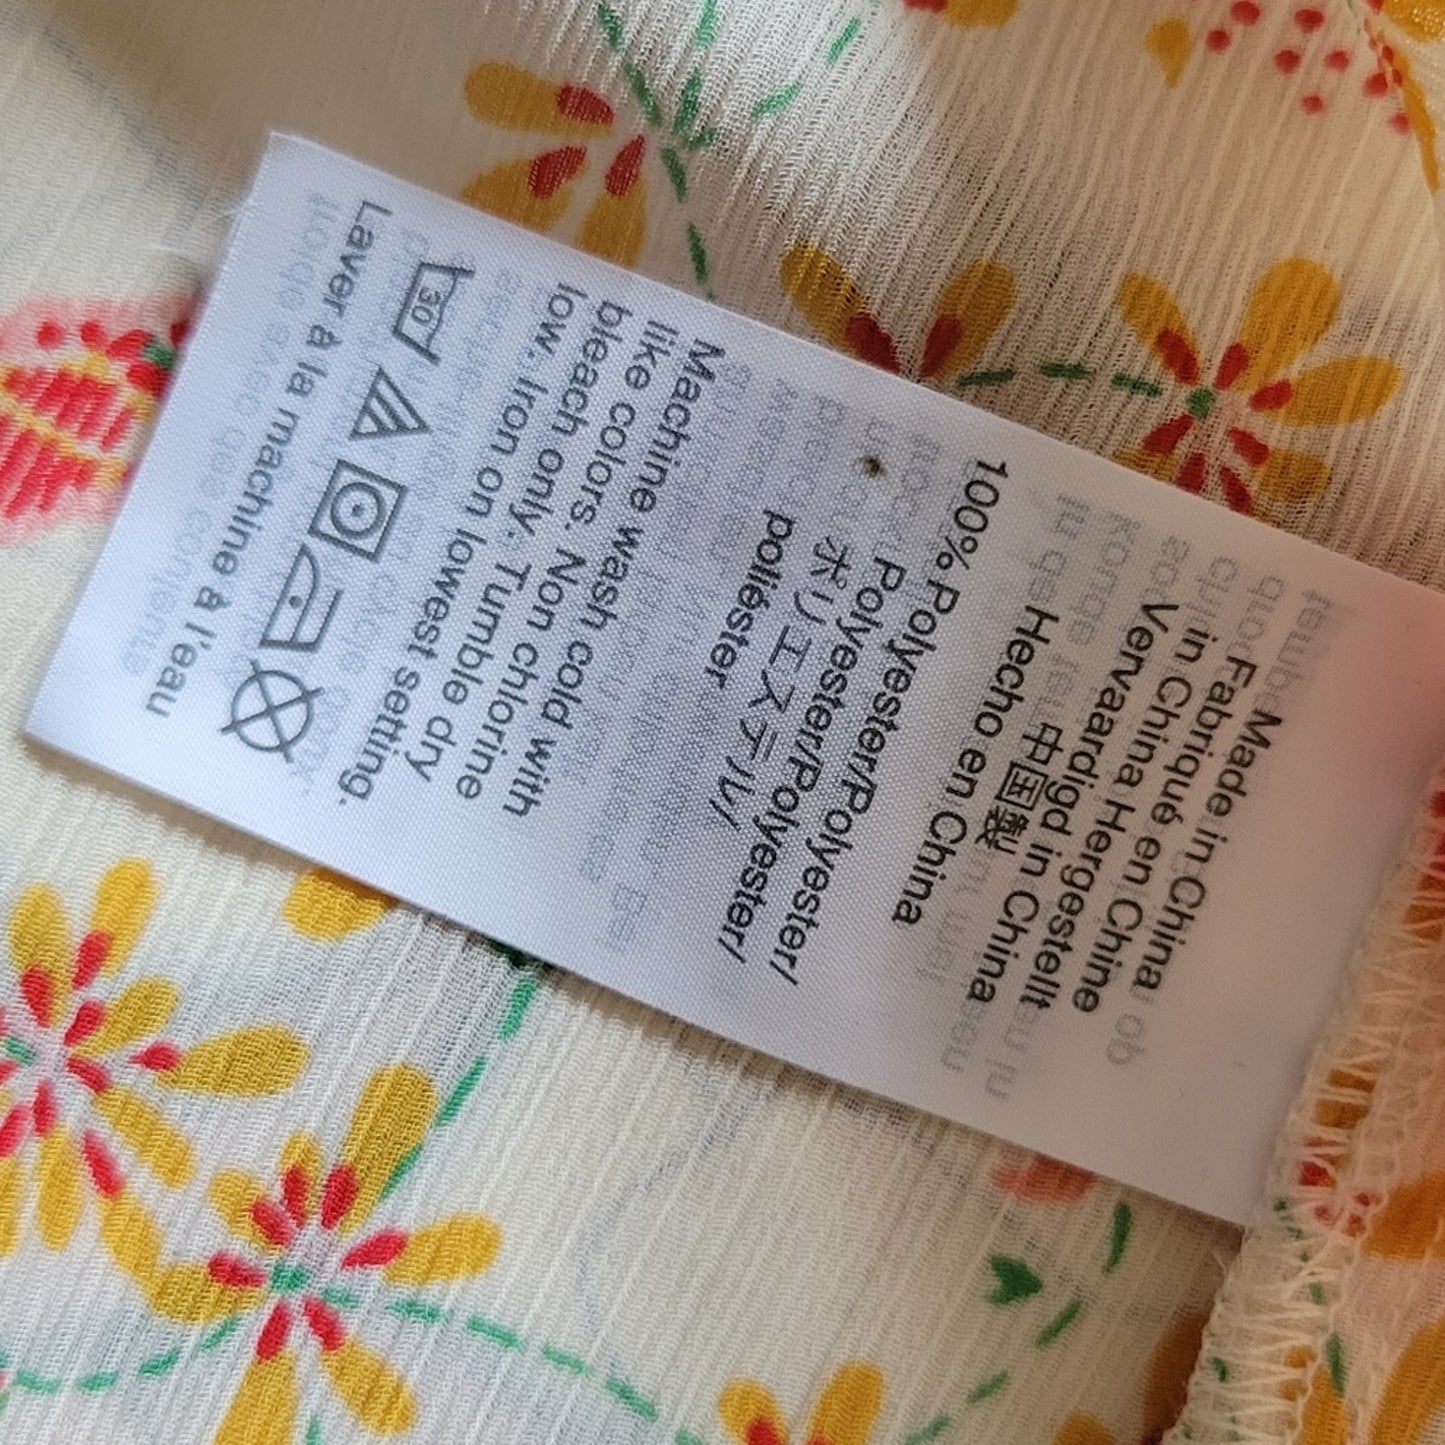 Made in China
Fabriqué en Chine
in China Hergestellt
Vervaardigd in China
中国製
Hecho en China
100% Polyester/Polyester/
Polyester/Polyester/
ポリエステル/
poliéster
Machine wash cold with
like colors. Non chlorine
bleach only. Tumble dry
low. Iron on lowest setting.
30
Laver à la machine à l'eau